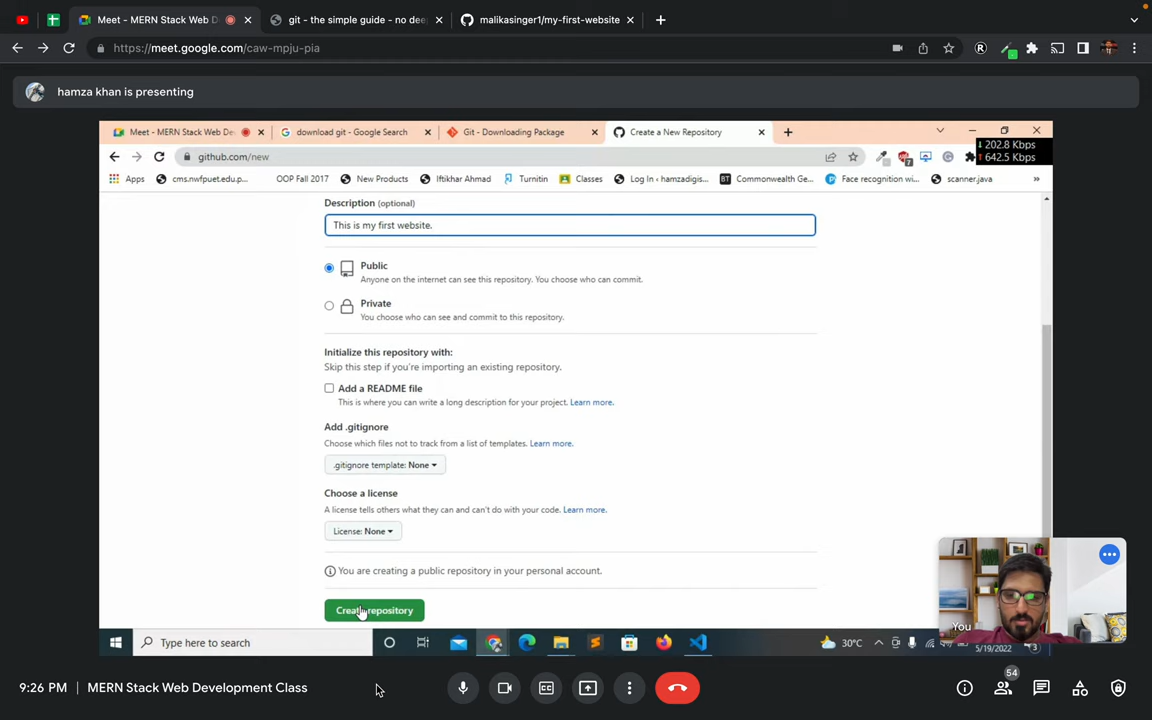 Meet - MERN Stack Web D
git - the simple guide - no dee
malikasinger1/my-first-website
https://meet.google.com/caw-mpju-pia
hamza khan is presenting
Meet - MERN Stack Web De
download git - Google Search
Git - Downloading Package
Create a New Repository
202.8 Kbps
642.5 Kbps
github.com/new
Apps
cms.nwfpuet.edu.p...
OOP Fall 2017
New Products
Iftikhar Ahmad
Turnitin
Classes
Log In ‹ hamzadigis...
Commonwealth Ge...
Face recognition wi...
scanner.java
»
Description (optional)
This is my first website.
Public
Anyone on the internet can see this repository. You choose who can commit.
Private
You choose who can see and commit to this repository.
Initialize this repository with:
Skip this step if you're importing an existing repository.
Add a README file
This is where you can write a long description for your project. Learn more.
Add .gitignore
Choose which files not to track from a list of templates. Learn more.
.gitignore template: None
Choose a license
A license tells others what they can and can't do with your code. Learn more.
License: None
You are creating a public repository in your personal account.
Create repository
You
Type here to search
30°C
5/19/2022
3
9:26 PM
MERN Stack Web Development Class
54